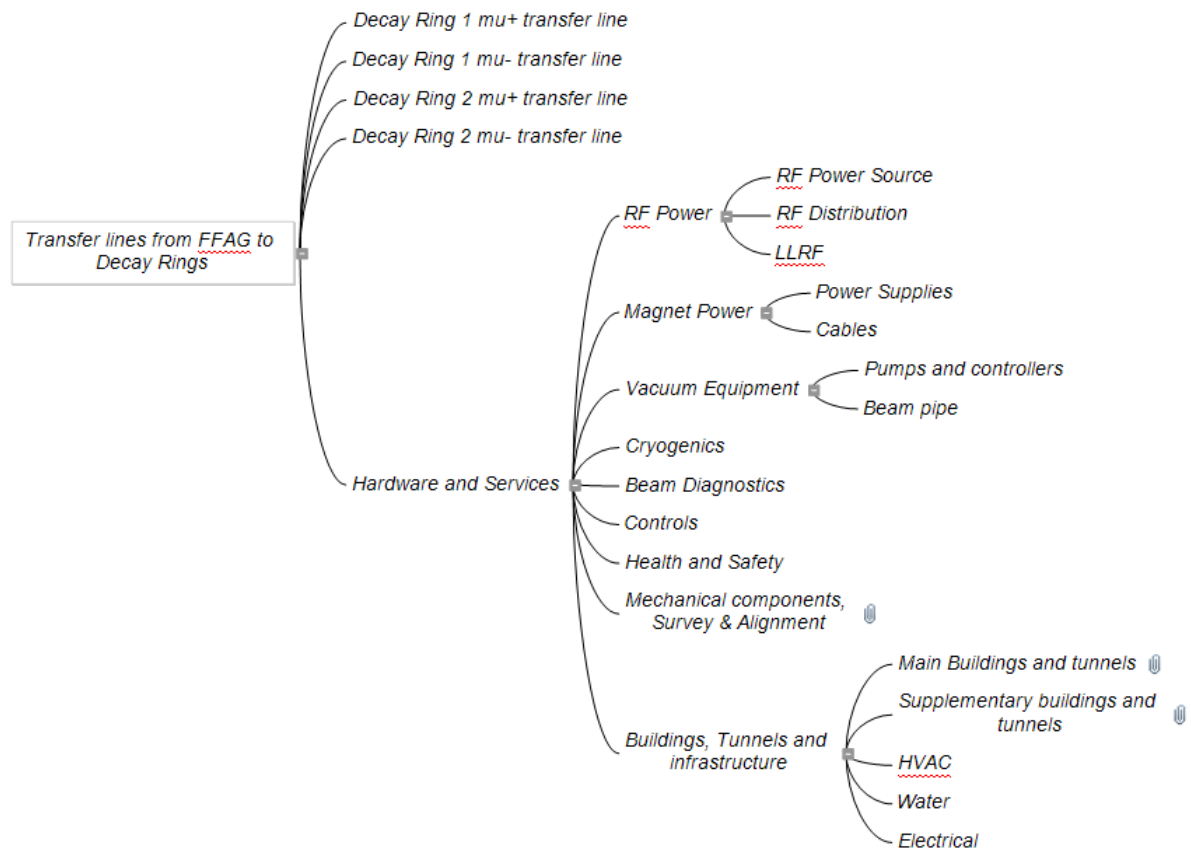 Decay Ring 1 mu+ transfer line
Decay Ring 1 mu- transfer line
Decay Ring 2 mu+ transfer line
Decay Ring 2 mu- transfer line
Transfer lines from FFAG to
Decay Rings
Hardware and Services
RF Power
RF Power Source
RF Distribution
LLRF
Magnet Power
Power Supplies
Cables
Vacuum Equipment
Pumps and controllers
Beam pipe
Cryogenics
Beam Diagnostics
Controls
Health and Safety
Mechanical components,
Survey & Alignment
Buildings, Tunnels and
infrastructure
Main Buildings and tunnels
Supplementary buildings and
tunnels
HVAC
Water
Electrical